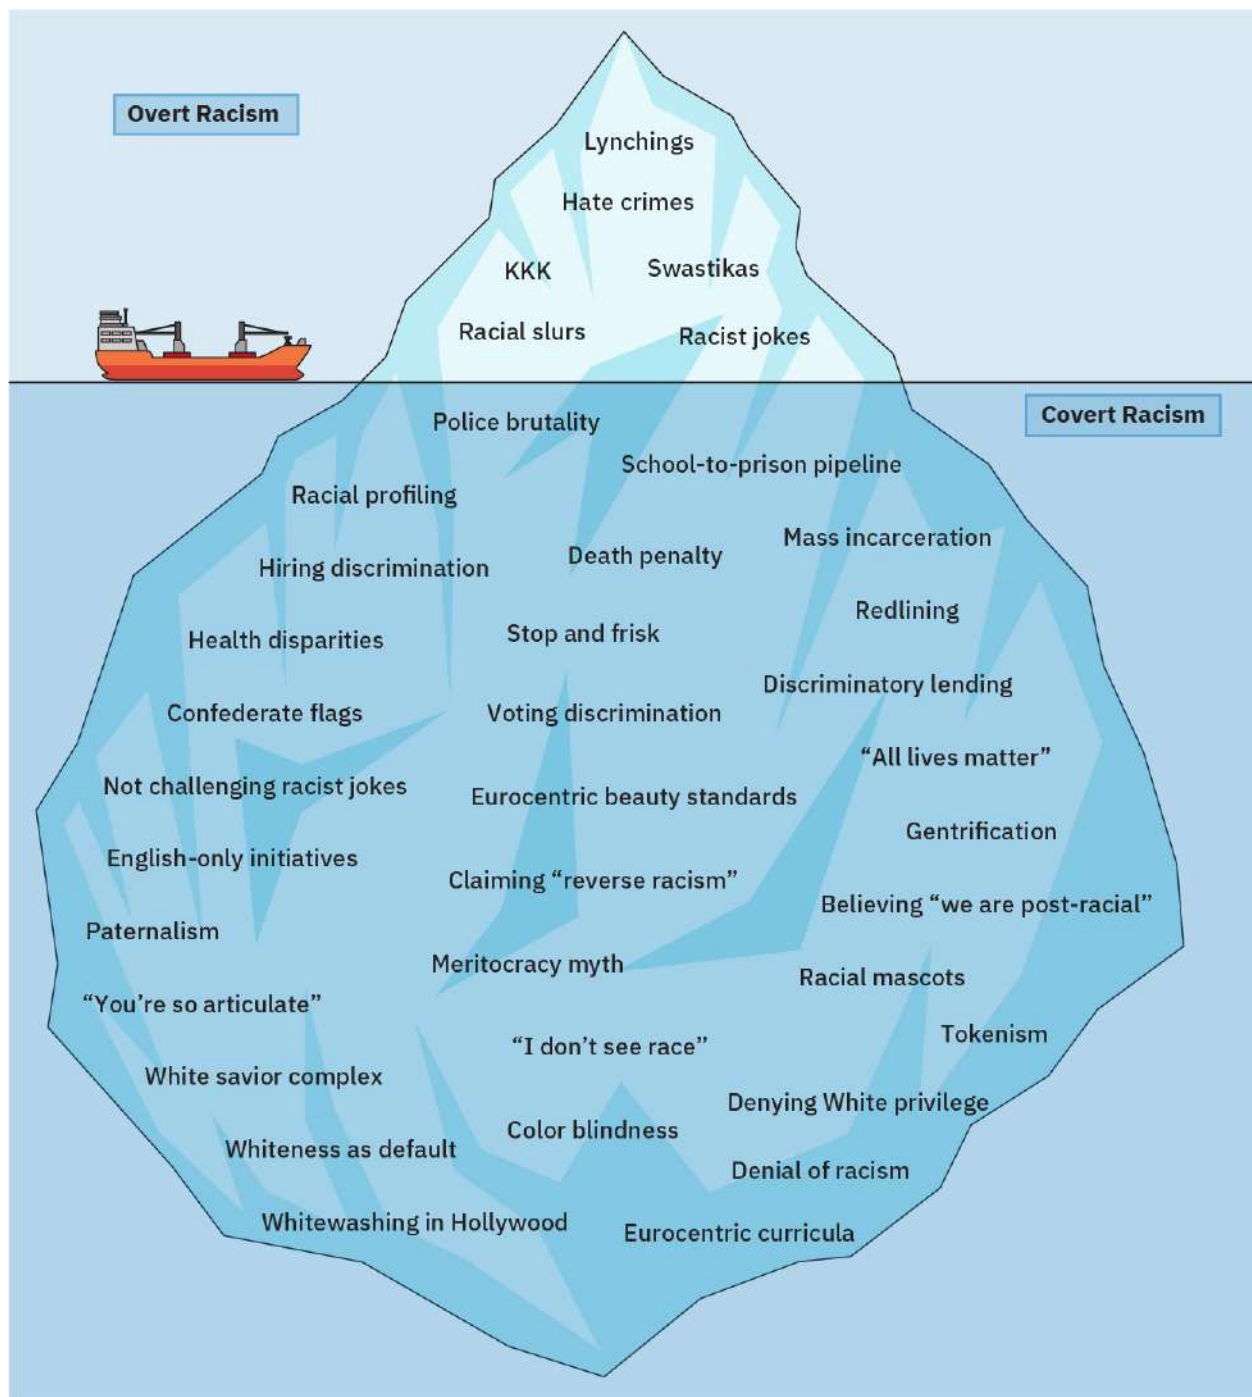 Overt Racism
Lynchings
Hate crimes
KKK
Swastikas
Racial slurs
Racist jokes
Covert Racism
Police brutality
School-to-prison pipeline
Racial profiling
Mass incarceration
Death penalty
Hiring discrimination
Redlining
Stop and frisk
Health disparities
Discriminatory lending
Confederate flags
Voting discrimination
“All lives matter”
Not challenging racist jokes
Eurocentric beauty standards
Gentrification
English-only initiatives
Claiming “reverse racism”
Believing “we are post-racial”
Paternalism
Meritocracy myth
Racial mascots
“You’re so articulate”
Tokenism
“I don’t see race”
White savior complex
Denying White privilege
Color blindness
Whiteness as default
Denial of racism
Whitewashing in Hollywood
Eurocentric curricula